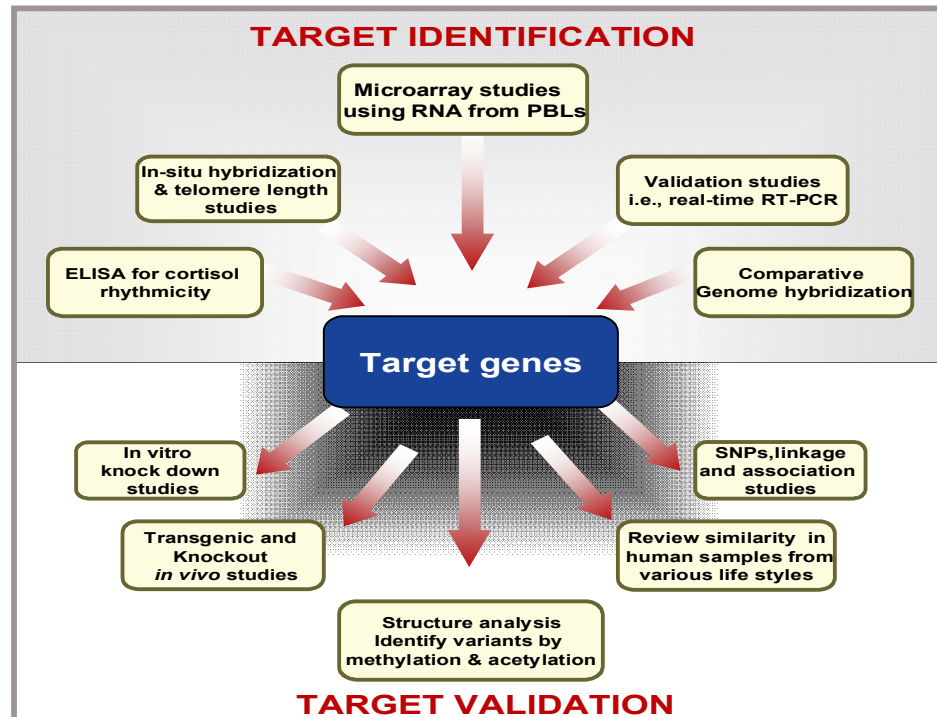 TARGET IDENTIFICATION
Microarray studies
using RNA from PBLs
In-situ hybridization
& telomere length
studies
Validation studies
i.e., real-time RT-PCR
ELISA for cortisol
rhythmicity
Comparative
Genome hybridization
Target genes
In vitro
knock down
studies
SNPs,linkage
and association
studies
Transgenic and
Knockout
in vivo studies
Review similarity in
human samples from
various life styles
Structure analysis
Identify variants by
methylation & acetylation
TARGET VALIDATION